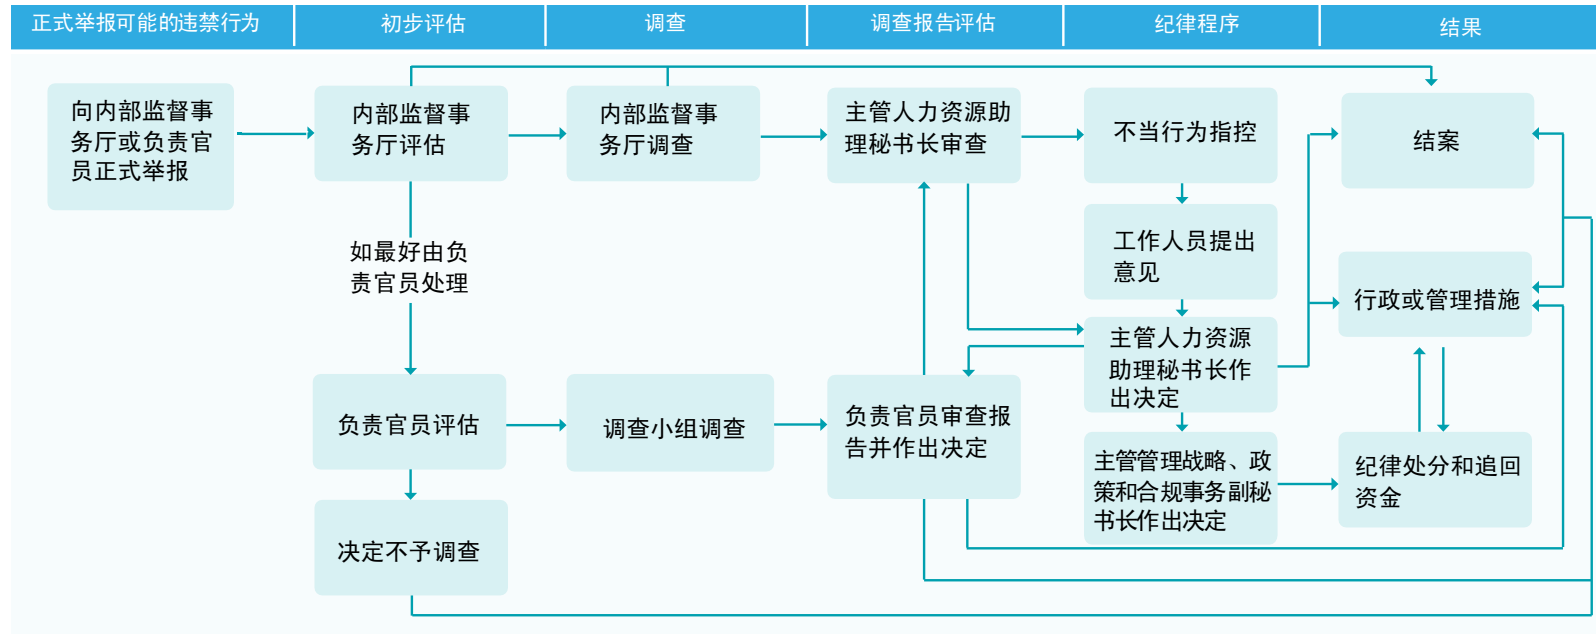 正式举报可能的违禁行为
初步评估
调查
调查报告评估
纪律程序
结果
向内部监督事
务厅或负责官
员正式举报
内部监督事
务厅评估
内部监督事
务厅调查
主管人力资源助
理秘书长审查
不当行为指控
结案
如最好由负
责官员处理
工作人员提出
意见
行政或管理措施
主管人力资源
助理秘书长作
出决定
负责官员评估
调查小组调查
负责官员审查报
告并作出决定
主管管理战略、政
策和合规事务副秘
书长作出决定
纪律处分和追回
资金
决定不予调查